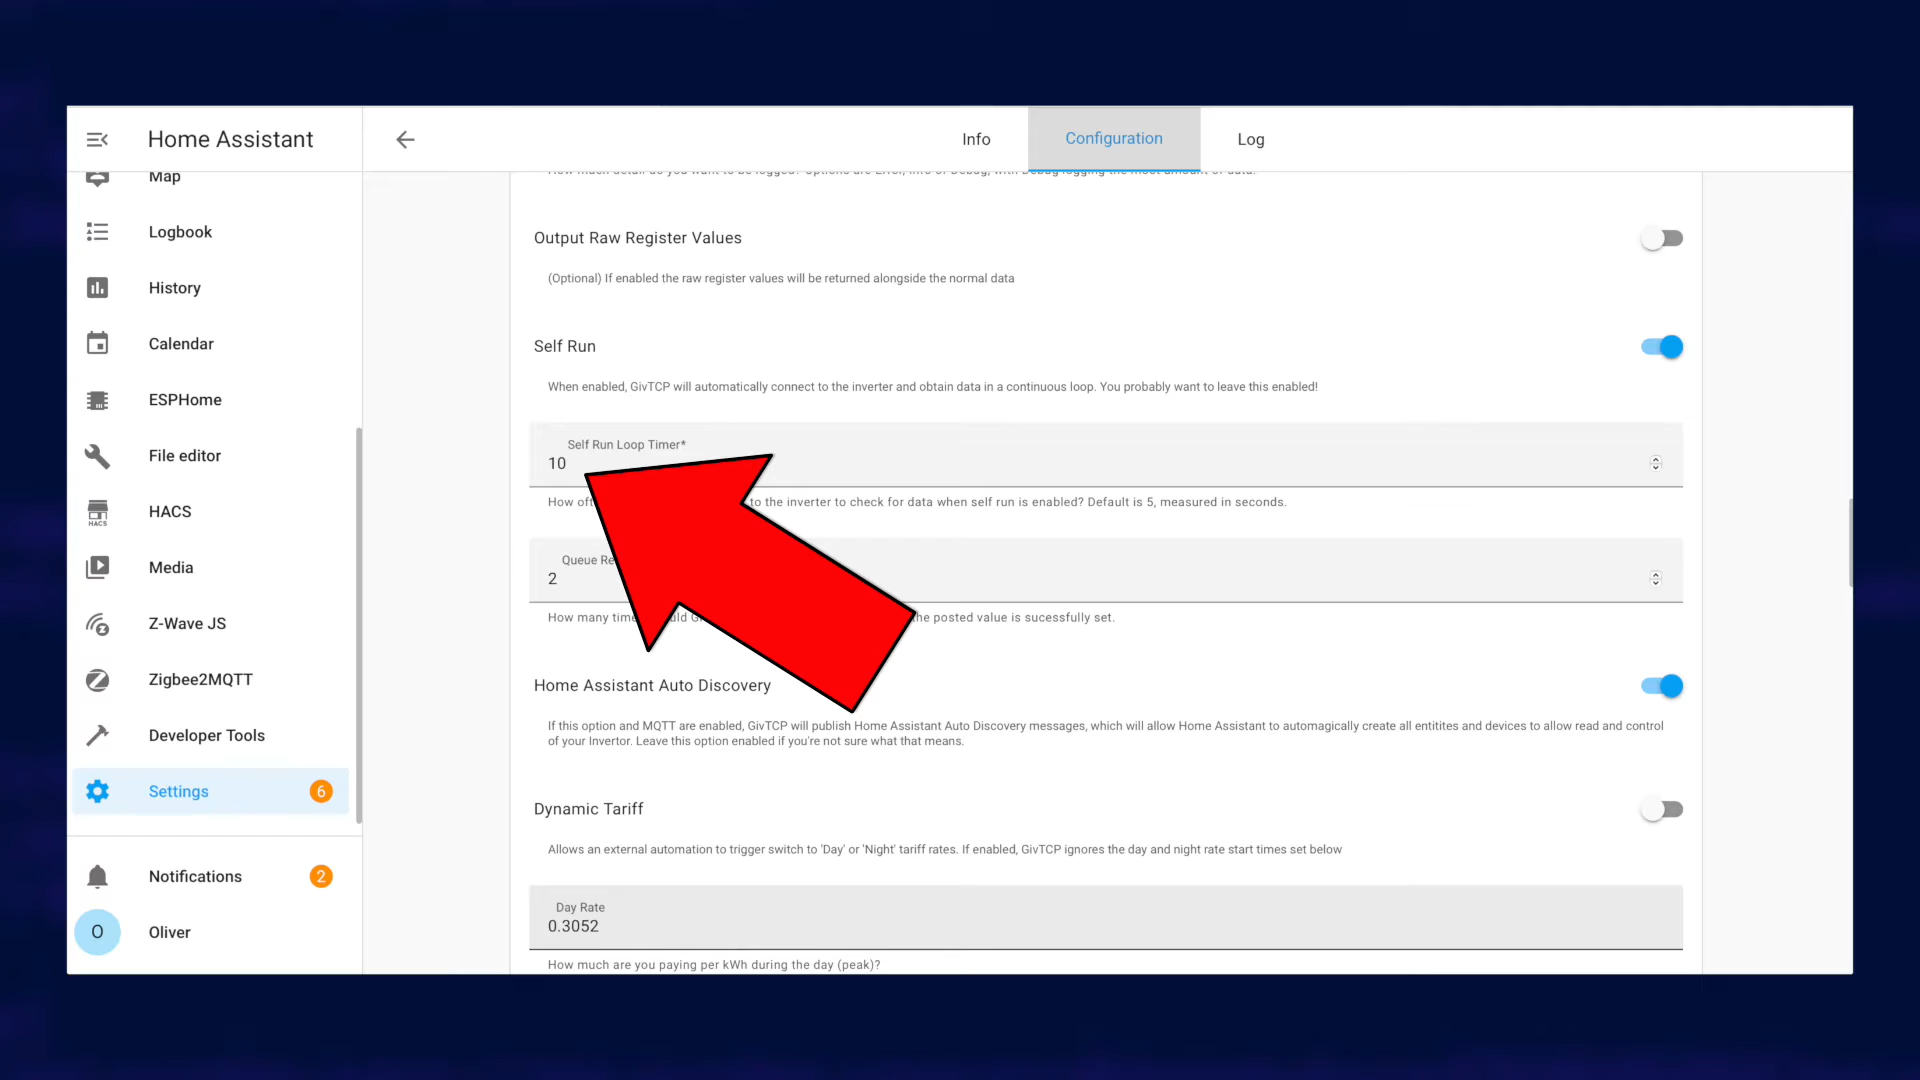 Home Assistant
Info
Configuration
Log
Map
Logbook
History
Calendar
ESPHome
File editor
HACS
HACS
Media
Z-Wave JS
Zigbee2MQTT
Developer Tools
Settings
6
Notifications
2
O
Oliver
Output Raw Register Values
(Optional) If enabled the raw register values will be returned alongside the normal data
Self Run
When enabled, GivTCP will automatically connect to the inverter and obtain data in a continuous loop. You probably want to leave this enabled!
Self Run Loop Timer*
10
How to the inverter to check for data when self run is enabled? Default is 5, measured in seconds.
Queue
2
How many posted value is sucessfully set.
Home Assistant Auto Discovery
If this option and MQTT are enabled, GivTCP will publish Home Assistant Auto Discovery messages, which will allow Home Assistant to automagically create all entitites and devices to allow read and control
of your Invertor. Leave this option enabled if you're not sure what that means.
Dynamic Tariff
Allows an external automation to trigger switch to 'Day' or 'Night' tariff rates. If enabled, GivTCP ignores the day and night rate start times set below
Day Rate
0.3052
How much are you paying per kWh during the day (peak)?